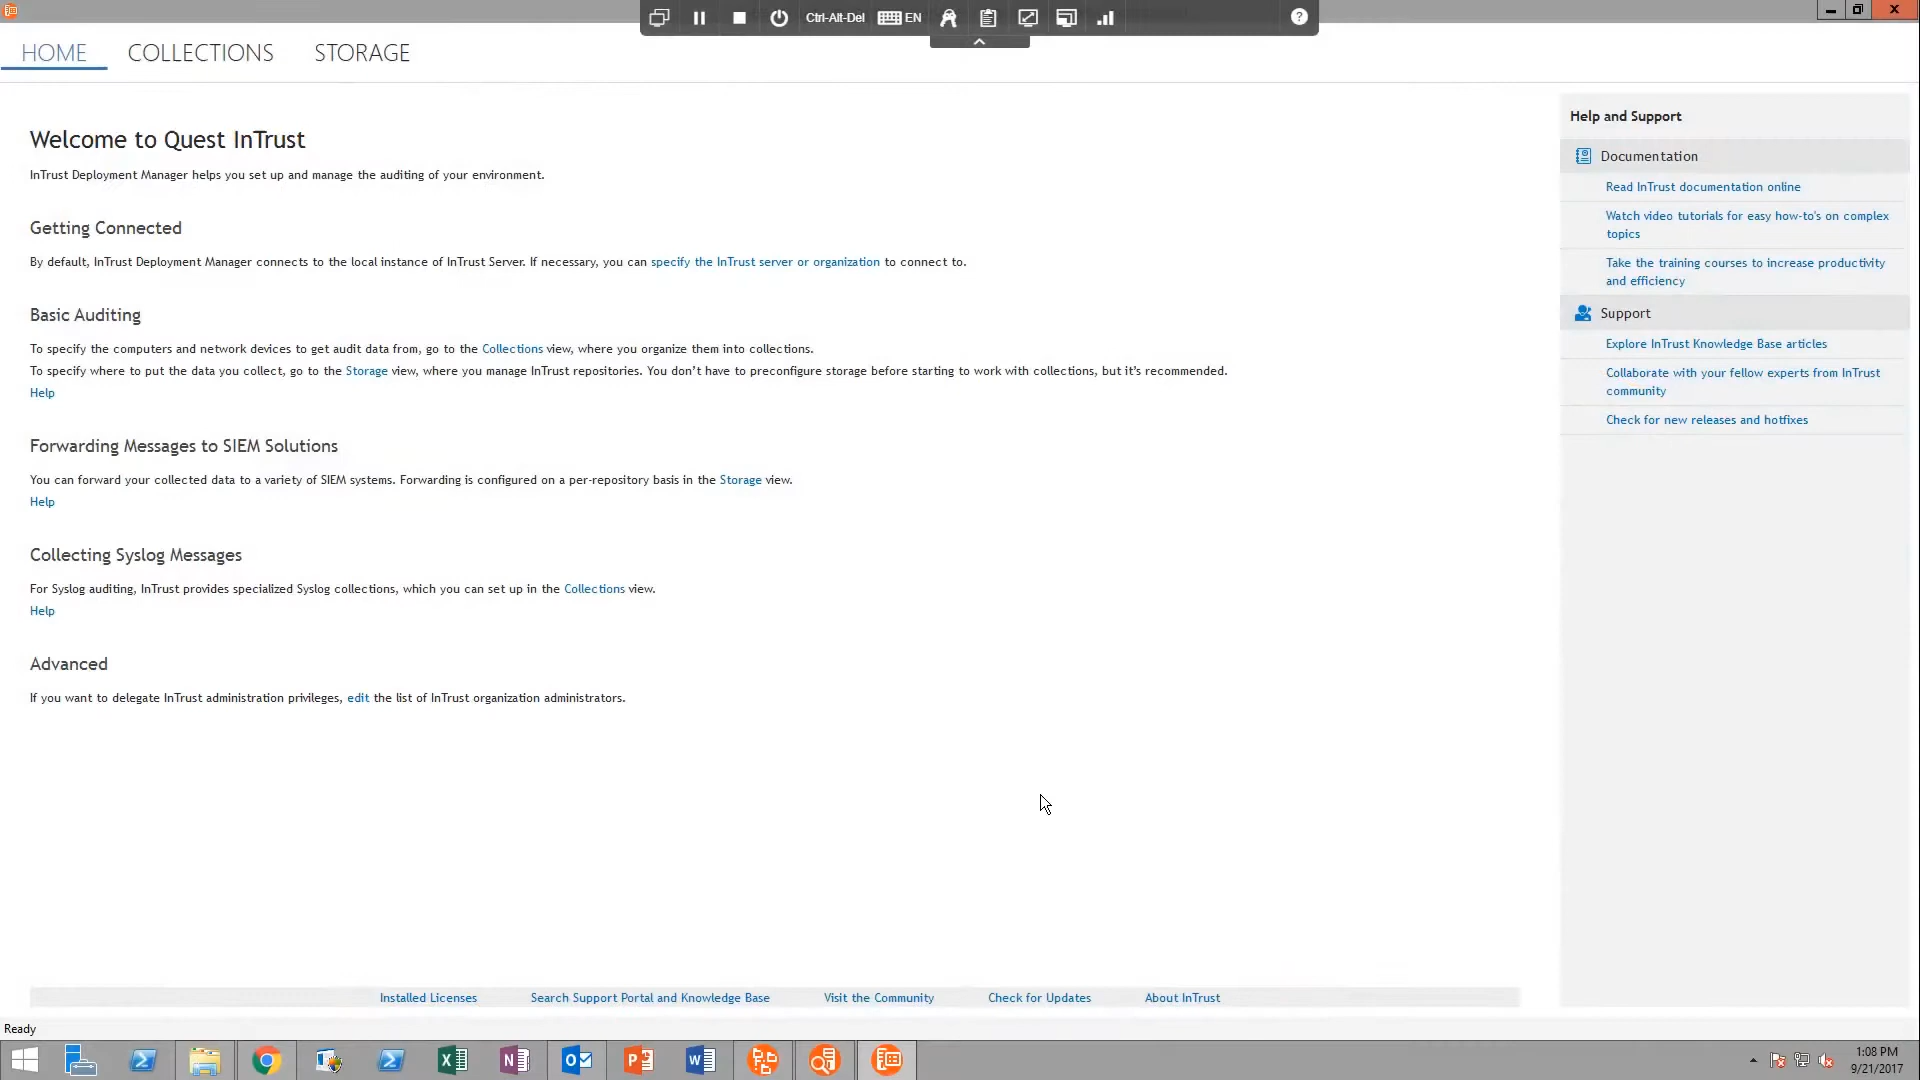 Ctrl-Alt-Del EN
HOME COLLECTIONS STORAGE
Welcome to Quest InTrust
InTrust Deployment Manager helps you set up and manage the auditing of your environment.
Getting Connected
By default, InTrust Deployment Manager connects to the local instance of InTrust Server. If necessary, you can specify the InTrust server or organization to connect to.
Basic Auditing
To specify the computers and network devices to get audit data from, go to the Collections view, where you organize them into collections.
To specify where to put the data you collect, go to the Storage view, where you manage InTrust repositories. You don't have to preconfigure storage before starting to work with collections, but it's recommended.
Help
Forwarding Messages to SIEM Solutions
You can forward your collected data to a variety of SIEM systems. Forwarding is configured on a per-repository basis in the Storage view.
Help
Collecting Syslog Messages
For Syslog auditing, InTrust provides specialized Syslog collections, which you can set up in the Collections view.
Help
Advanced
If you want to delegate InTrust administration privileges, edit the list of InTrust organization administrators.
Help and Support
Documentation
Read InTrust documentation online
Watch video tutorials for easy how-to's on complex
topics
Take the training courses to increase productivity
and efficiency
Support
Explore InTrust Knowledge Base articles
Collaborate with your fellow experts from InTrust
community
Check for new releases and hotfixes
Installed Licenses Search Support Portal and Knowledge Base Visit the Community Check for Updates About InTrust
Ready
1:08 PM
9/21/2017